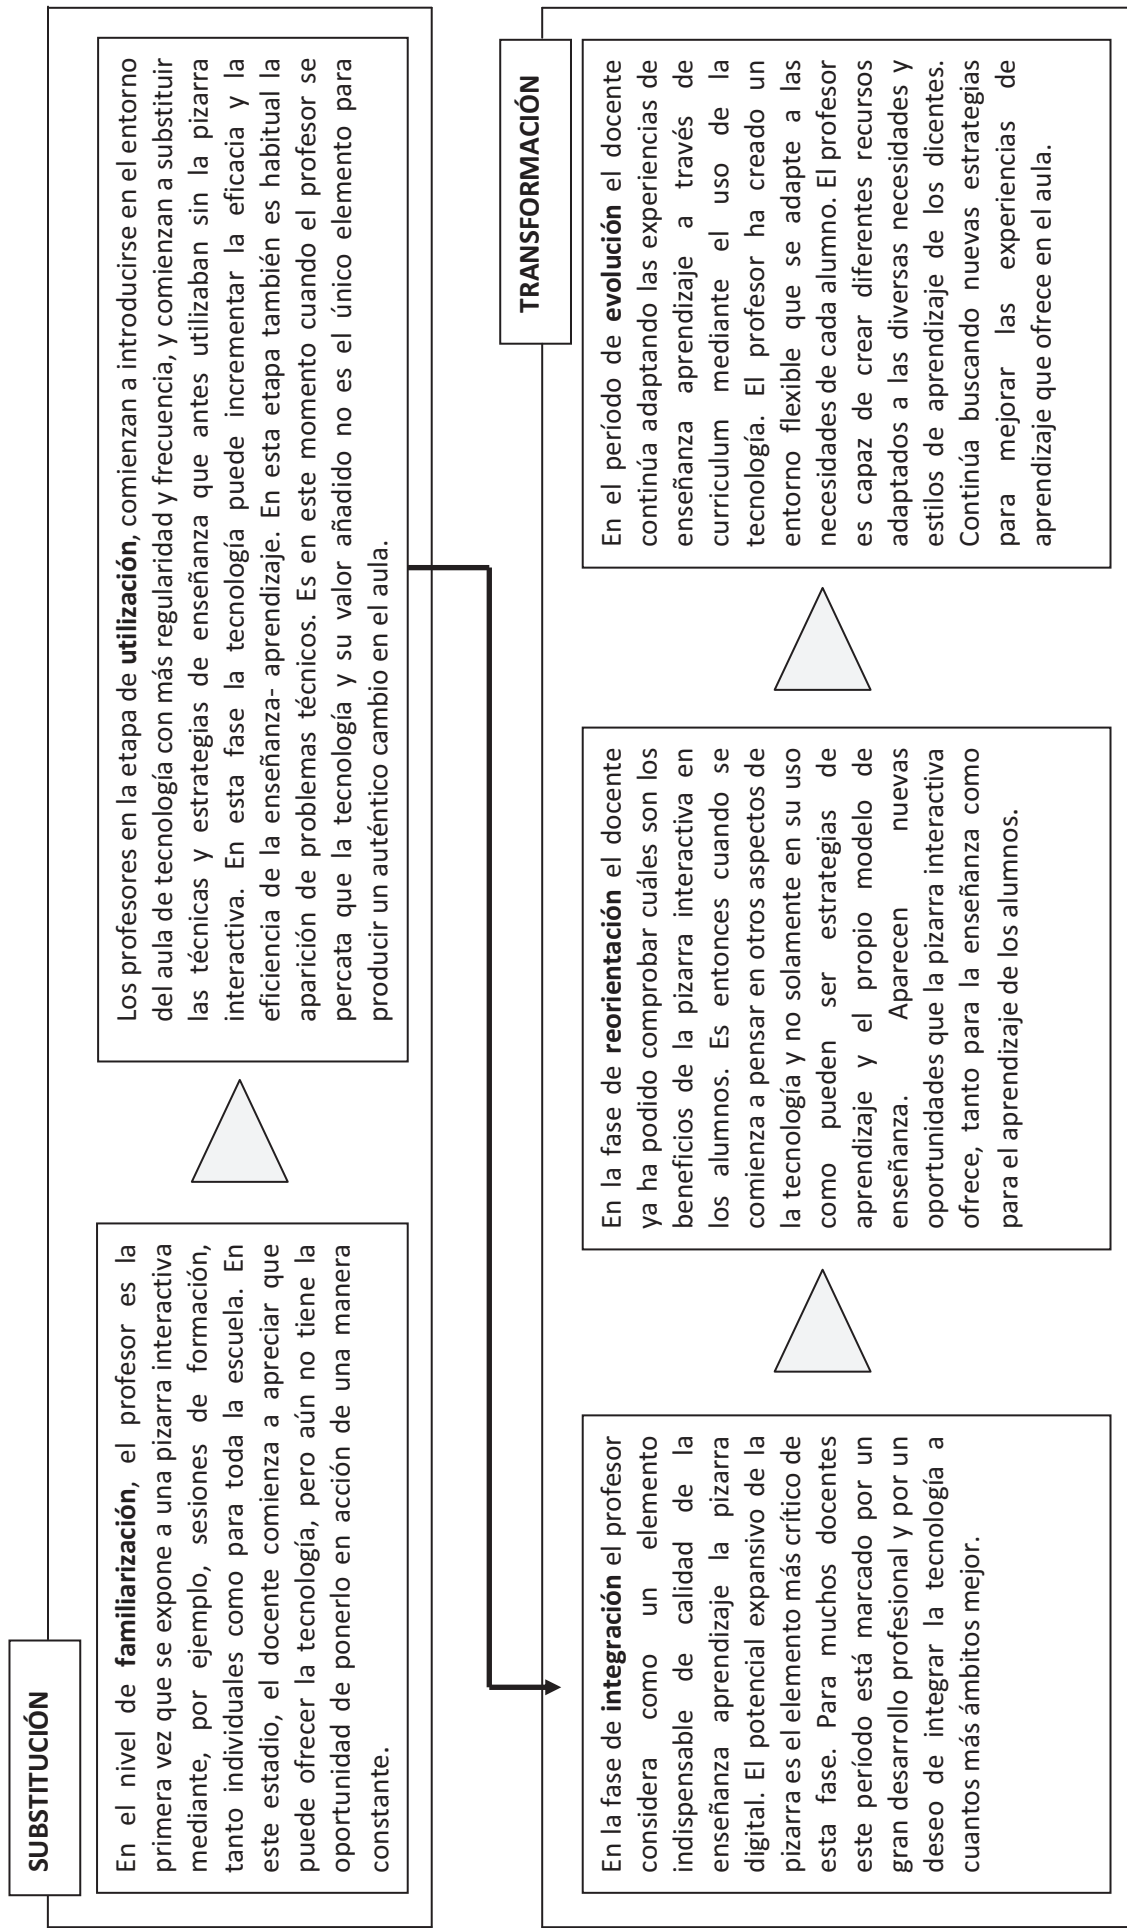 SUBSTITUCIÓN
En el nivel de familiarización, el profesor es la
primera vez que se expone a una pizarra interactiva
mediante, por ejemplo, sesiones de formación,
tanto individuales como para toda la escuela. En
este estadio, el docente comienza a apreciar que
puede ofrecer la tecnología, pero aún no tiene la
oportunidad de ponerlo en acción de una manera
constante.
Los profesores en la etapa de utilización, comienzan a introducirse en el entorno
del aula de tecnología con más regularidad y frecuencia, y comienzan a substituir
las técnicas y estrategias de enseñanza que antes utilizaban sin la pizarra
interactiva. En esta fase la tecnología puede incrementar la eficacia y la
eficiencia de la enseñanza- aprendizaje. En esta etapa también es habitual la
aparición de problemas técnicos. Es en este momento cuando el profesor se
percata que la tecnología y su valor añadido no es el único elemento para
producir un auténtico cambio en el aula.
TRANSFORMACIÓN
En la fase de integración el profesor
considera como un elemento
indispensable de calidad de la
enseñanza aprendizaje la pizarra
digital. El potencial expansivo de la
pizarra es el elemento más crítico de
esta fase. Para muchos docentes
este período está marcado por un
gran desarrollo profesional y por un
deseo de integrar la tecnología a
cuantos más ámbitos mejor.
En la fase de reorientación el docente
ya ha podido comprobar cuáles son los
beneficios de la pizarra interactiva en
los alumnos. Es entonces cuando se
comienza a pensar en otros aspectos de
la tecnología y no solamente en su uso
como pueden ser estrategias de
aprendizaje y el propio modelo de
enseñanza. Aparecen nuevas
oportunidades que la pizarra interactiva
ofrece, tanto para la enseñanza como
para el aprendizaje de los alumnos.
En el período de evolución el docente
continúa adaptando las experiencias de
enseñanza aprendizaje a través de
curriculum mediante el uso de la
tecnología. El profesor ha creado un
entorno flexible que se adapte a las
necesidades de cada alumno. El profesor
es capaz de crear diferentes recursos
adaptados a las diversas necesidades y
estilos de aprendizaje de los dicentes.
Continúa buscando nuevas estrategias
para mejorar las experiencias de
aprendizaje que ofrece en el aula.